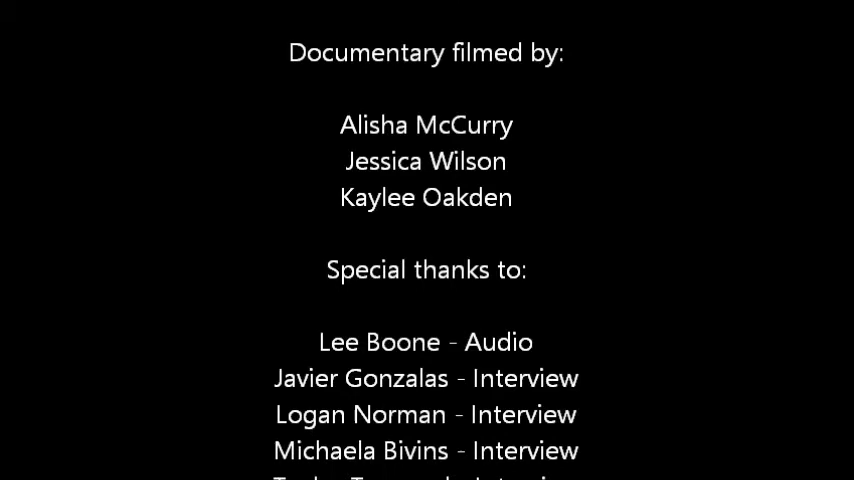 Documentary filmed by:
Alisha McCurry
Jessica Wilson
Kaylee Oakden
Special thanks to:
Lee Boone - Audio
Javier Gonzalas - Interview
Logan Norman - Interview
Michaela Bivins - Interview